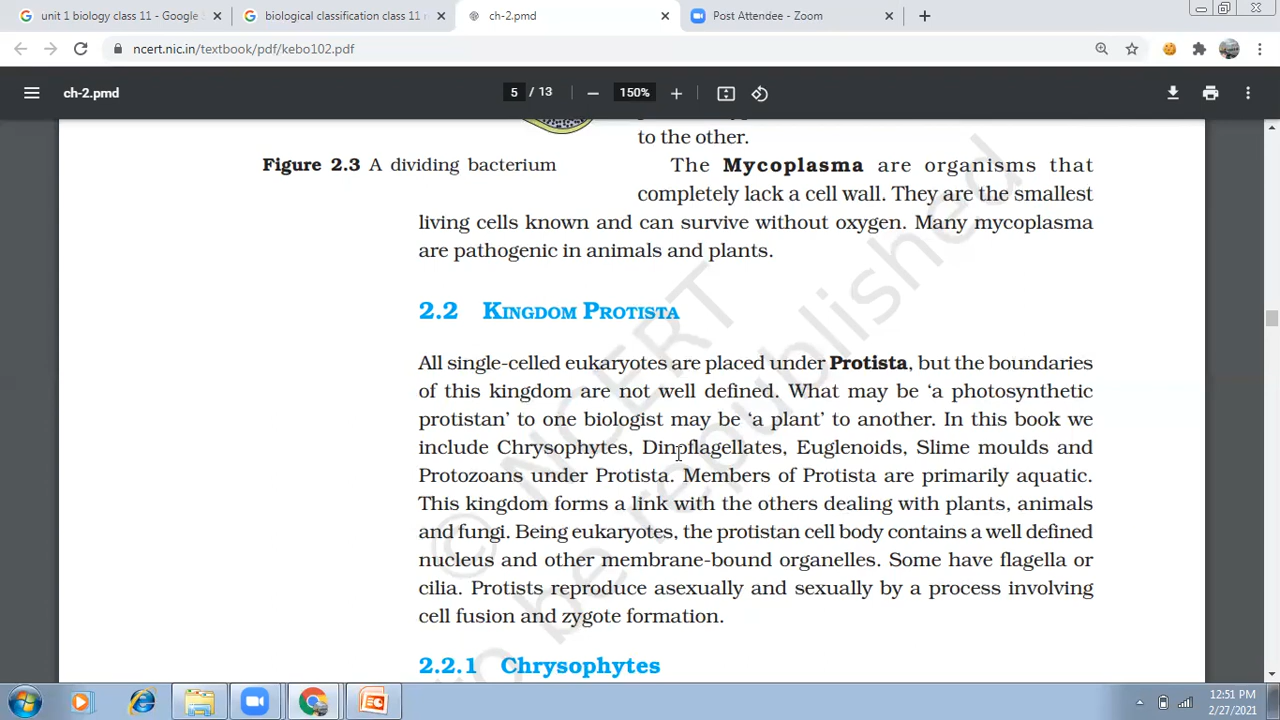 unit 1 biology class 11 - Google
biological classification class 11 n
ch-2.pmd
Post Attendee - Zoom
ncert.nic.in/textbook/pdf/kebo102.pdf
ch-2.pmd
5 / 13
150%
to the other.
Figure 2.3 A dividing bacterium
The Mycoplasma are organisms that
completely lack a cell wall. They are the smallest
living cells known and can survive without oxygen. Many mycoplasma
are pathogenic in animals and plants.
2.2 KINGDOM PROTISTA
All single-celled eukaryotes are placed under Protista, but the boundaries
of this kingdom are not well defined. What may be ‘a photosynthetic
protistan’ to one biologist may be ‘a plant’ to another. In this book we
include Chrysophytes, Dinoflagellates, Euglenoids, Slime moulds and
Protozoans under Protista. Members of Protista are primarily aquatic.
This kingdom forms a link with the others dealing with plants, animals
and fungi. Being eukaryotes, the protistan cell body contains a well defined
nucleus and other membrane-bound organelles. Some have flagella or
cilia. Protists reproduce asexually and sexually by a process involving
cell fusion and zygote formation.
2.2.1 Chrysophytes
© NCERT
be republished
12:51 PM
2/27/2021